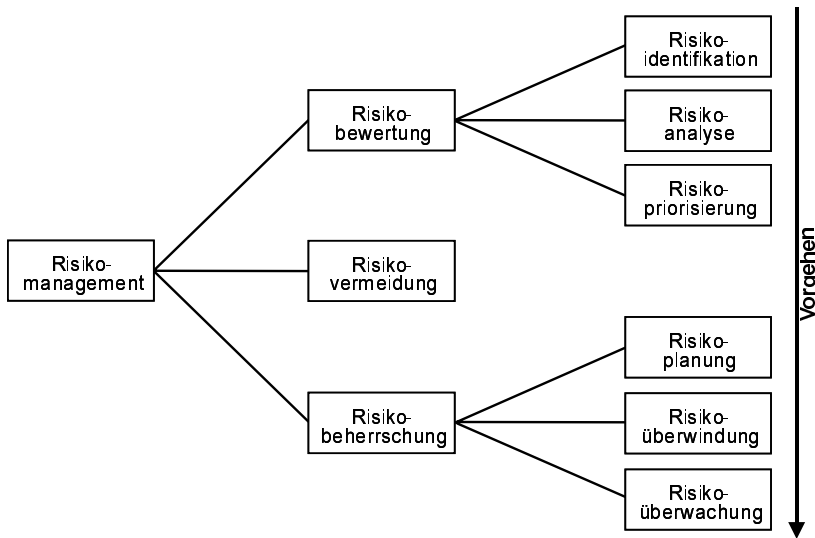 Risiko-
management
Risiko-
bewertung
Risiko-
vermeidung
Risiko-
beherrschung
Risiko-
identifikation
Risiko-
analyse
Risiko-
priorisierung
Risiko-
planung
Risiko-
überwindung
Risiko-
überwachung
Vorgehen